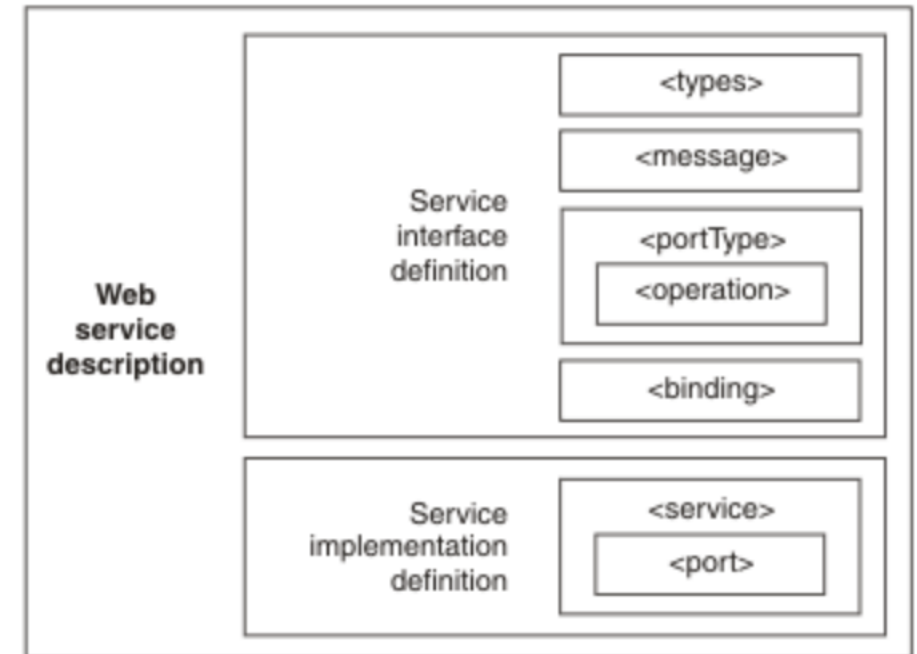 Web
service
description
Service
interface
definition
<types>
<message>
<portType>
<operation>
<binding>
Service
implementation
definition
<service>
<port>